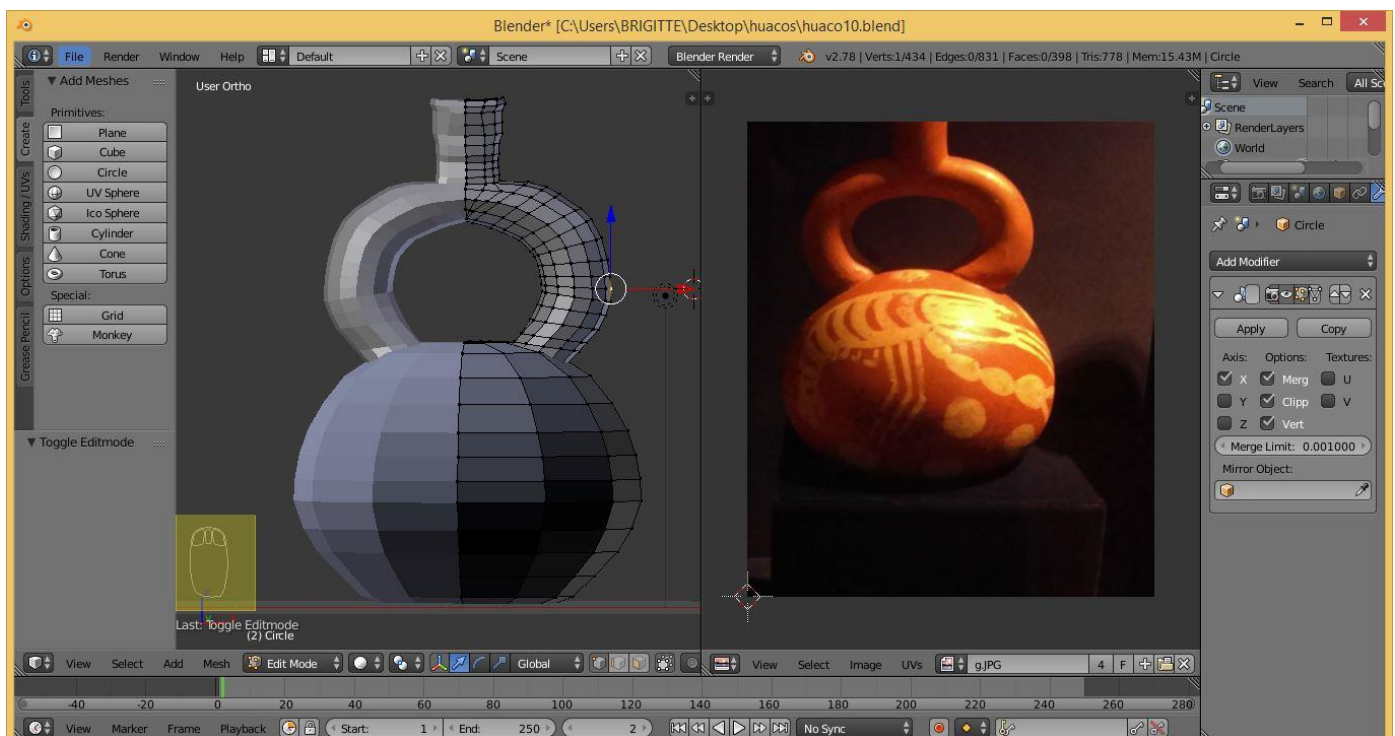 Blender* [C:\Users\BRIGITTE\Desktop\huacos\huaco10.blend]
File Render Window Help Default Scene Blender Render v2.78 | Verts:1/434 | Edges:0/831 | Faces:0/398 | Tris:778 | Mem:15.43M | Circle
Tools
Create
Shading / UVs
Options
Grease Pencil
Add Meshes
Primitives:
Plane
Cube
Circle
UV Sphere
Ico Sphere
Cylinder
Cone
Torus
Special:
Grid
Monkey
Toggle Editmode
User Ortho
Last: Toggle Editmode
(2) Circle
View Search All Sc
Scene
RenderLayers
World
Circle
Add Modifier
Apply Copy
Axis: Options: Textures:
X Merg U
Y Clipp V
Z Vert
Merge Limit: 0.001000
Mirror Object:
View Select Add Mesh Edit Mode Global
View Select Image UVs g.JPG 4 F
-40 -20 0 20 40 60 80 100 120 140 160 180 200 220 240 260 280
View Marker Frame Playback Start: 1 End: 250 2 No Sync